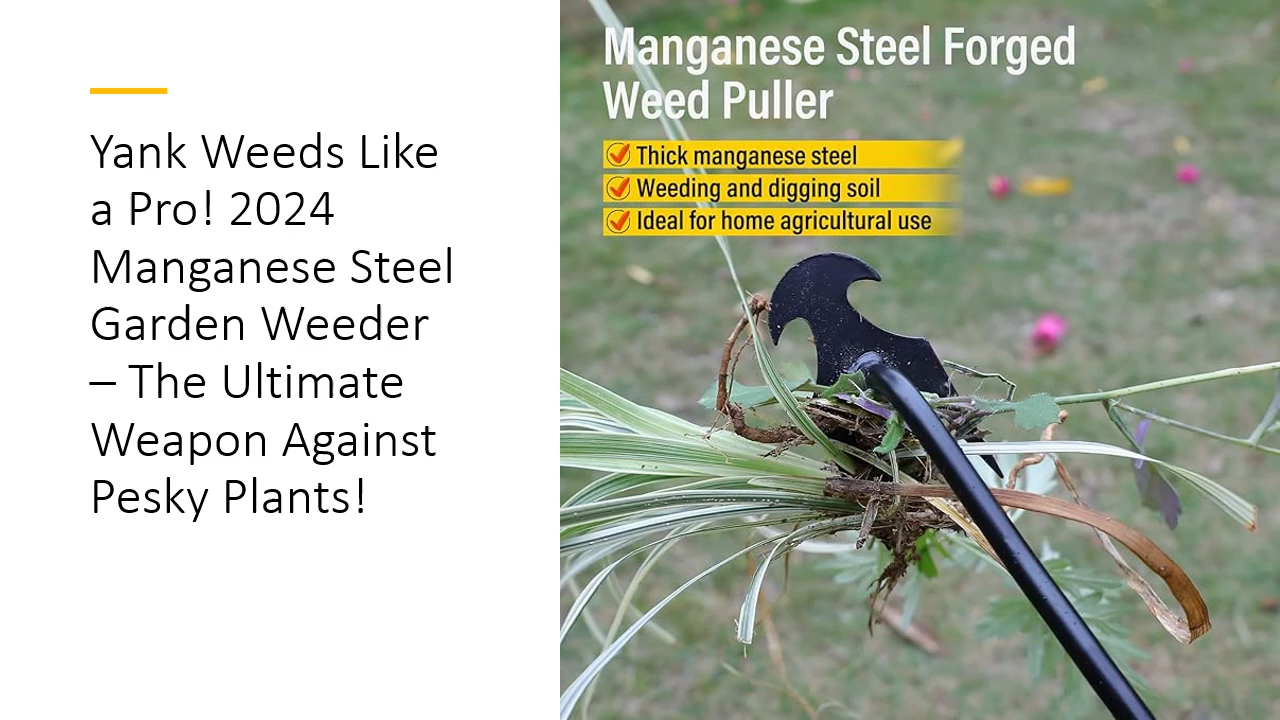 Yank Weeds Like
a Pro! 2024
Manganese Steel
Garden Weeder
– The Ultimate
Weapon Against
Pesky Plants!
Manganese Steel Forged
Weed Puller
Thick manganese steel
Weeding and digging soil
Ideal for home agricultural use